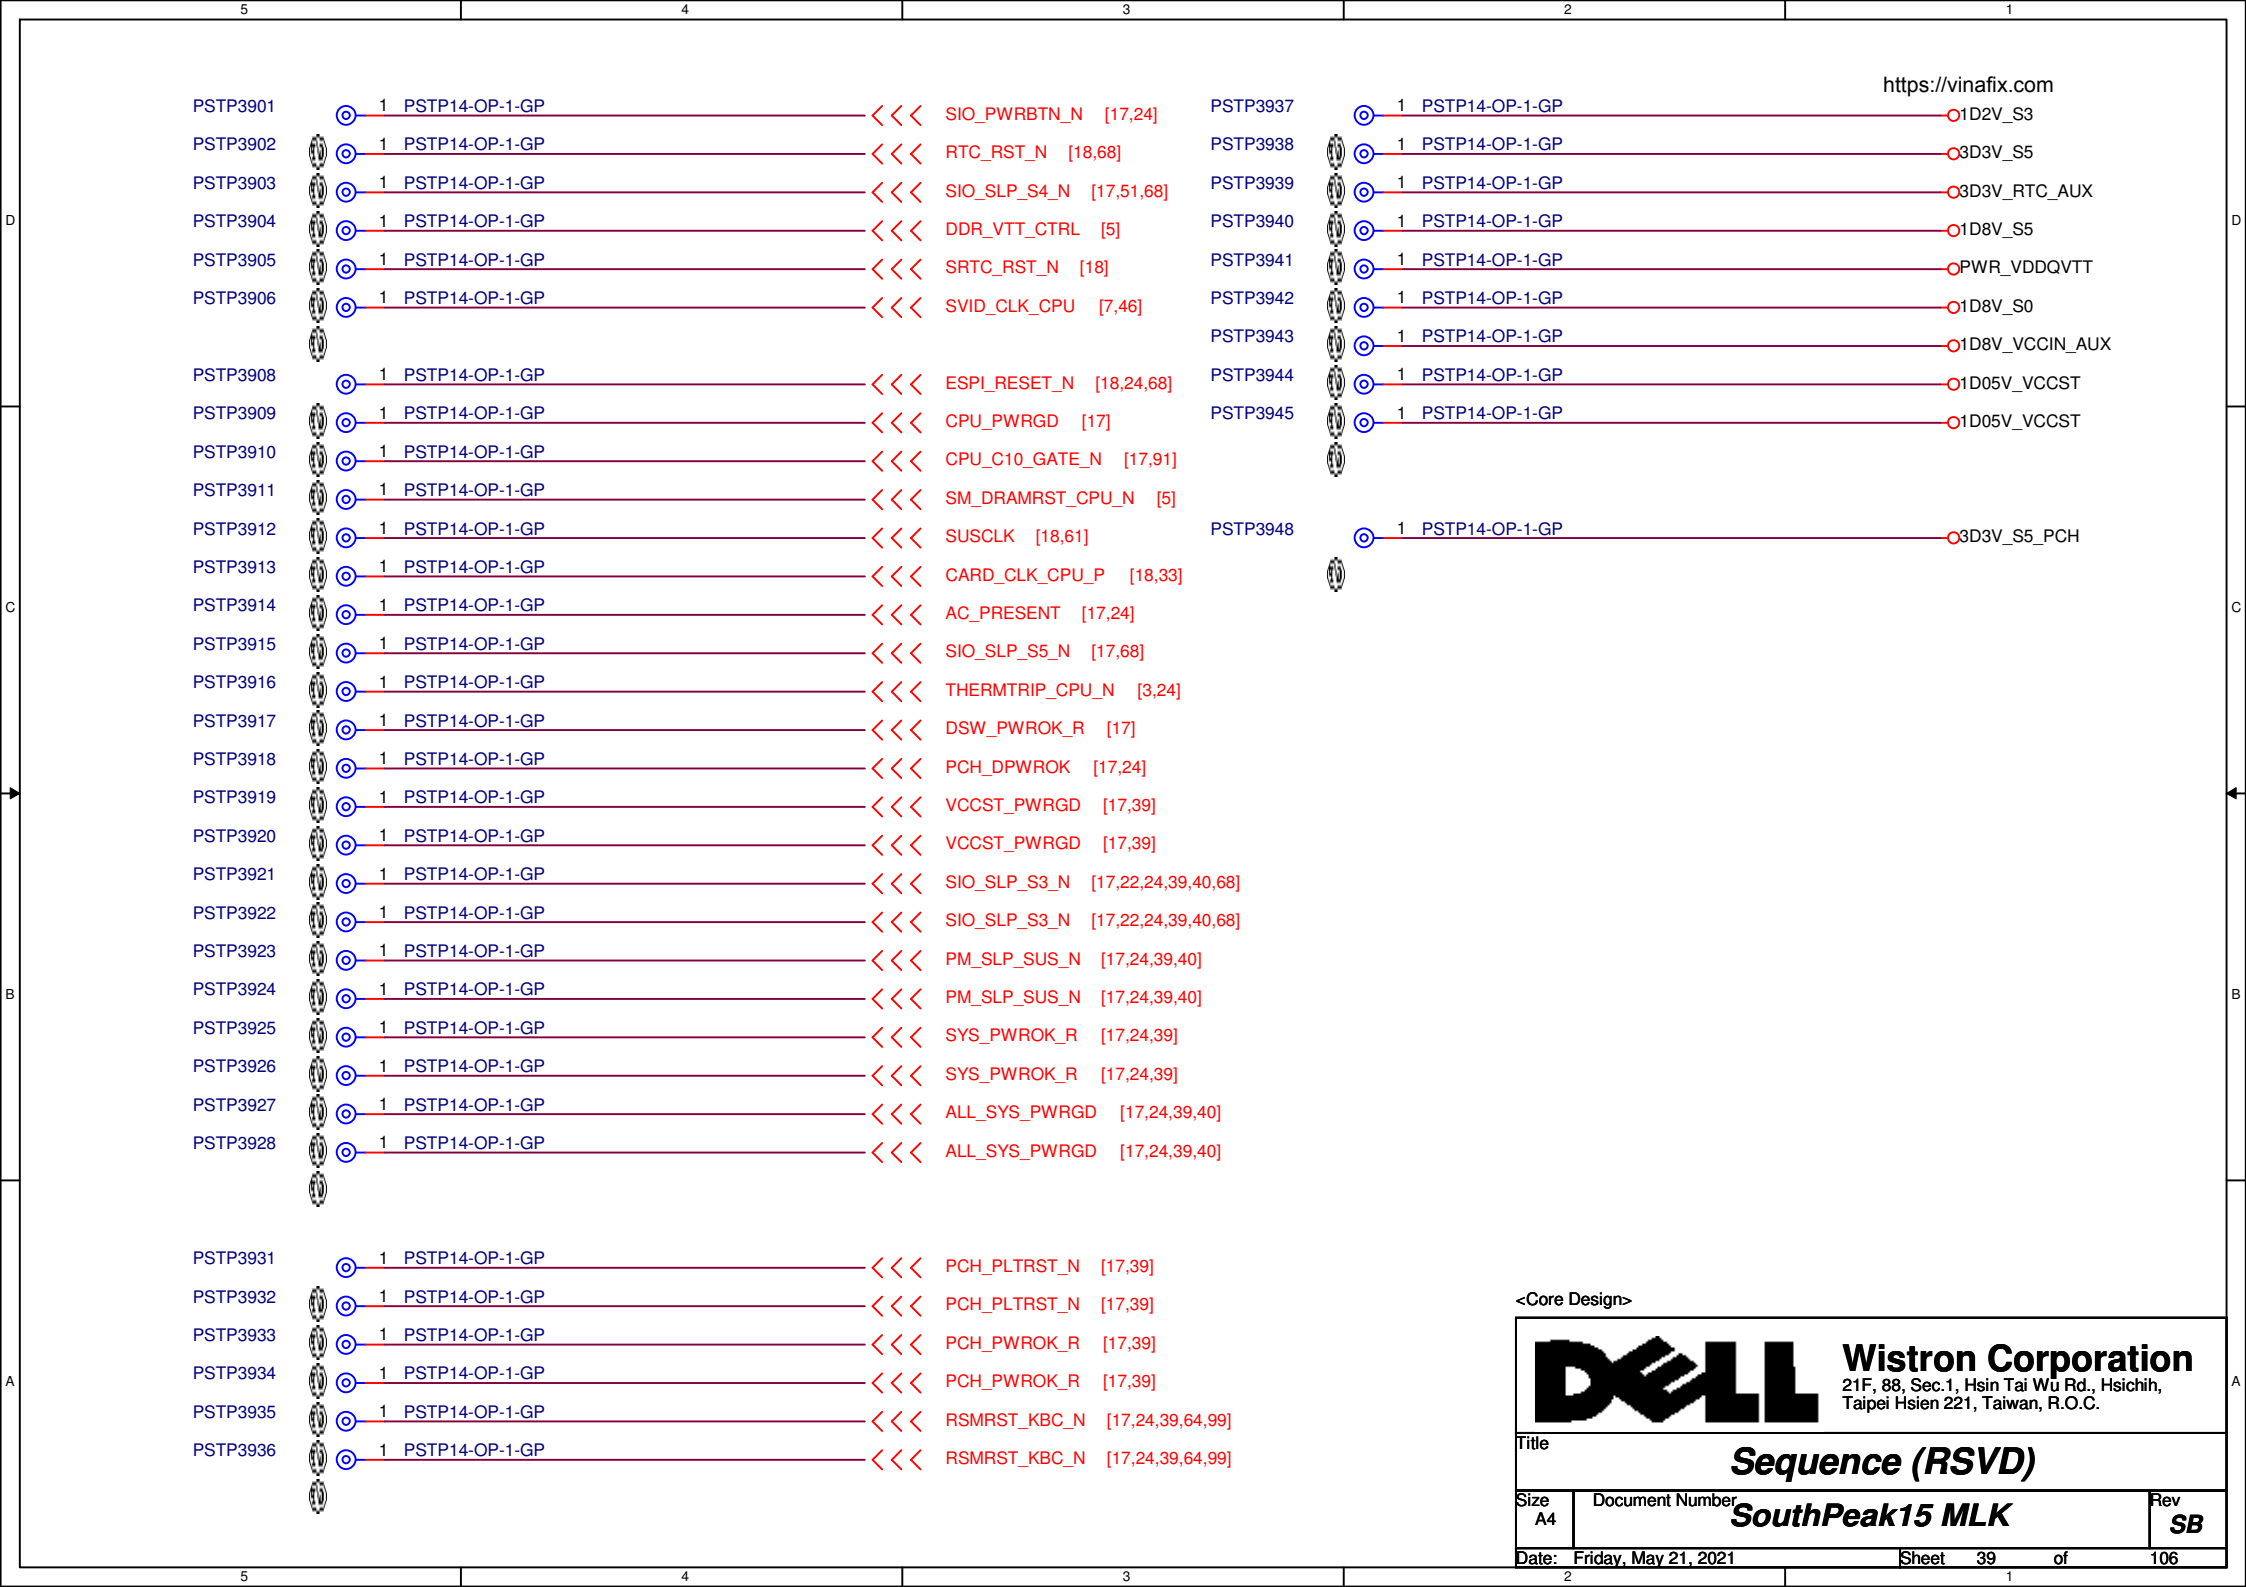 5 4 3 2 1
https://vinafix.com
PSTP3901 1 PSTP14-OP-1-GP SIO_PWRBTN_N [17,24] PSTP3937 1 PSTP14-OP-1-GP 1D2V_S3
PSTP3902 1 PSTP14-OP-1-GP RTC_RST_N [18,68] PSTP3938 1 PSTP14-OP-1-GP 3D3V_S5
PSTP3903 1 PSTP14-OP-1-GP SIO_SLP_S4_N [17,51,68] PSTP3939 1 PSTP14-OP-1-GP 3D3V_RTC_AUX
D PSTP3904 1 PSTP14-OP-1-GP DDR_VTT_CTRL [5] PSTP3940 1 PSTP14-OP-1-GP 1D8V_S5 D
PSTP3905 1 PSTP14-OP-1-GP SRTC_RST_N [18] PSTP3941 1 PSTP14-OP-1-GP PWR_VDDQVTT
PSTP3906 1 PSTP14-OP-1-GP SVID_CLK_CPU [7,46] PSTP3942 1 PSTP14-OP-1-GP 1D8V_S0
PSTP3943 1 PSTP14-OP-1-GP 1D8V_VCCIN_AUX
PSTP3908 1 PSTP14-OP-1-GP ESPI_RESET_N [18,24,68] PSTP3944 1 PSTP14-OP-1-GP 1D05V_VCCST
PSTP3909 1 PSTP14-OP-1-GP CPU_PWRGD [17] PSTP3945 1 PSTP14-OP-1-GP 1D05V_VCCST
PSTP3910 1 PSTP14-OP-1-GP CPU_C10_GATE_N [17,91]
PSTP3911 1 PSTP14-OP-1-GP SM_DRAMRST_CPU_N [5]
PSTP3912 1 PSTP14-OP-1-GP SUSCLK [18,61] PSTP3948 1 PSTP14-OP-1-GP 3D3V_S5_PCH
PSTP3913 1 PSTP14-OP-1-GP CARD_CLK_CPU_P [18,33]
C PSTP3914 1 PSTP14-OP-1-GP AC_PRESENT [17,24] C
PSTP3915 1 PSTP14-OP-1-GP SIO_SLP_S5_N [17,68]
PSTP3916 1 PSTP14-OP-1-GP THERMTRIP_CPU_N [3,24]
PSTP3917 1 PSTP14-OP-1-GP DSW_PWROK_R [17]
PSTP3918 1 PSTP14-OP-1-GP PCH_DPWROK [17,24]
PSTP3919 1 PSTP14-OP-1-GP VCCST_PWRGD [17,39]
PSTP3920 1 PSTP14-OP-1-GP VCCST_PWRGD [17,39]
PSTP3921 1 PSTP14-OP-1-GP SIO_SLP_S3_N [17,22,24,39,40,68]
PSTP3922 1 PSTP14-OP-1-GP SIO_SLP_S3_N [17,22,24,39,40,68]
PSTP3923 1 PSTP14-OP-1-GP PM_SLP_SUS_N [17,24,39,40]
B PSTP3924 1 PSTP14-OP-1-GP PM_SLP_SUS_N [17,24,39,40] B
PSTP3925 1 PSTP14-OP-1-GP SYS_PWROK_R [17,24,39]
PSTP3926 1 PSTP14-OP-1-GP SYS_PWROK_R [17,24,39]
PSTP3927 1 PSTP14-OP-1-GP ALL_SYS_PWRGD [17,24,39,40]
PSTP3928 1 PSTP14-OP-1-GP ALL_SYS_PWRGD [17,24,39,40]
PSTP3931 1 PSTP14-OP-1-GP PCH_PLTRST_N [17,39]
PSTP3932 1 PSTP14-OP-1-GP PCH_PLTRST_N [17,39]
PSTP3933 1 PSTP14-OP-1-GP PCH_PWROK_R [17,39]
A PSTP3934 1 PSTP14-OP-1-GP PCH_PWROK_R [17,39] A
PSTP3935 1 PSTP14-OP-1-GP RSMRST_KBC_N [17,24,39,64,99]
PSTP3936 1 PSTP14-OP-1-GP RSMRST_KBC_N [17,24,39,64,99]
<Core Design>
DELL
Wistron Corporation
21F, 88, Sec.1, Hsin Tai Wu Rd., Hsichih,
Taipei Hsien 221, Taiwan, R.O.C.
Title
Sequence (RSVD)
Size Document Number Rev
A4 SouthPeak15 MLK SB
Date: Friday, May 21, 2021 Sheet 39 of 106
5 4 3 2 1